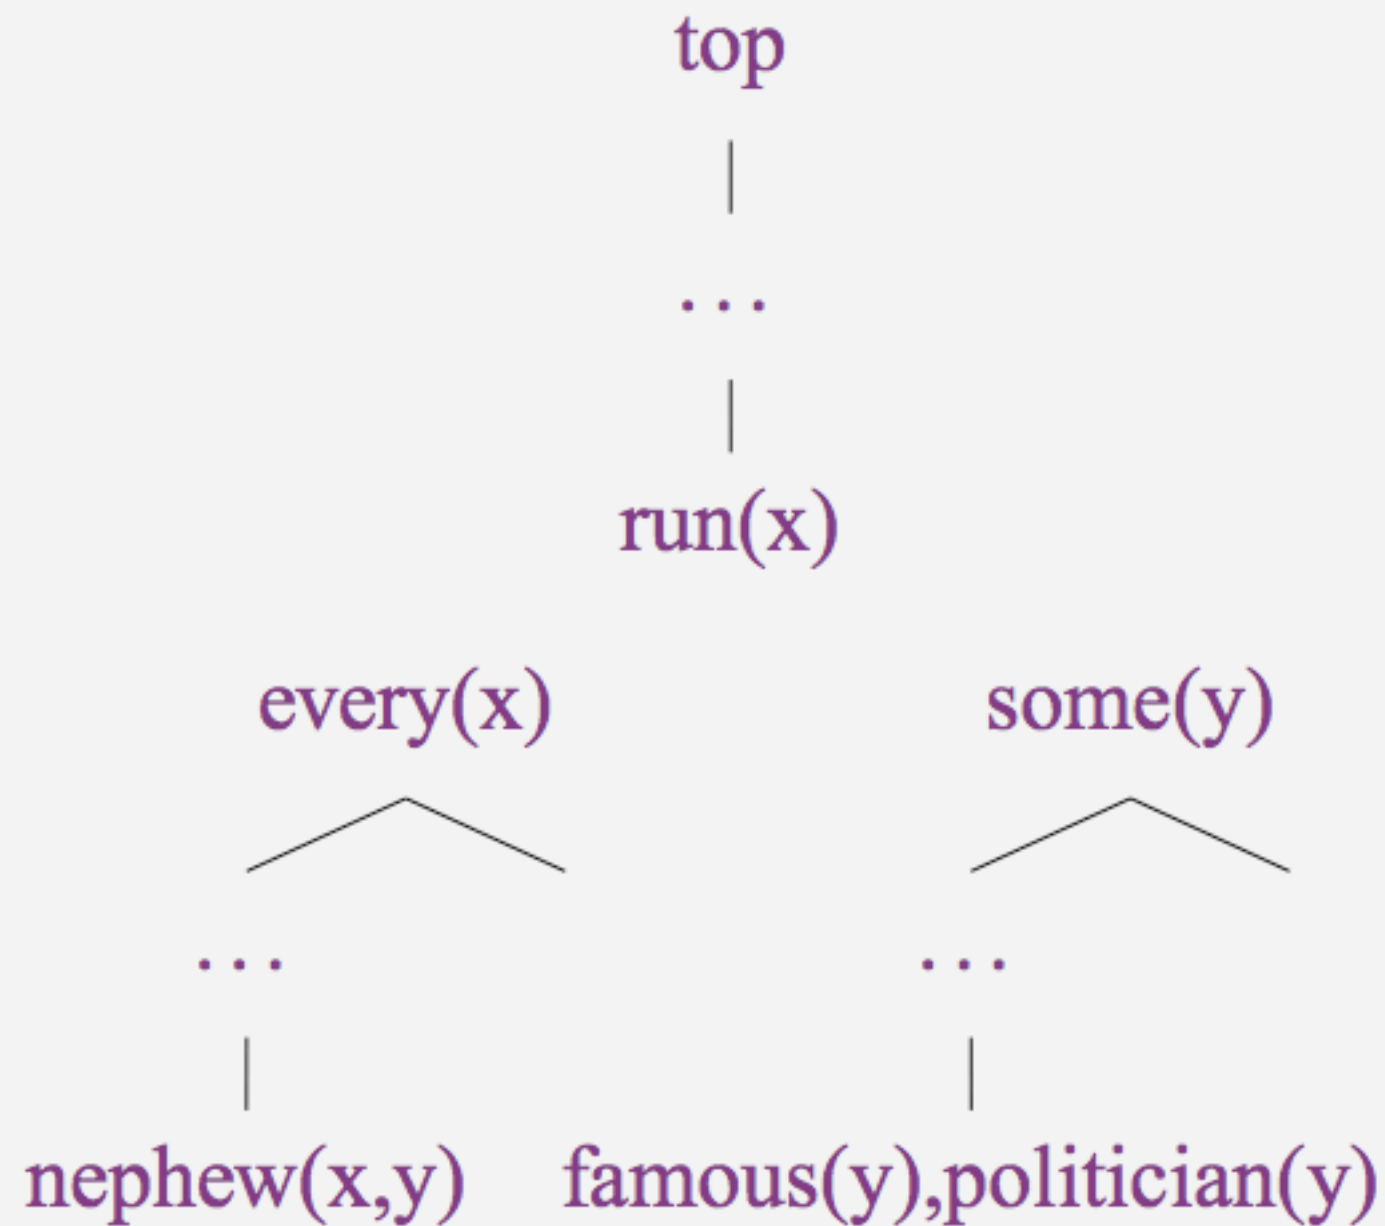 top
...
run(x)
every(x) some(y)
... ...
nephew(x,y) famous(y),politician(y)